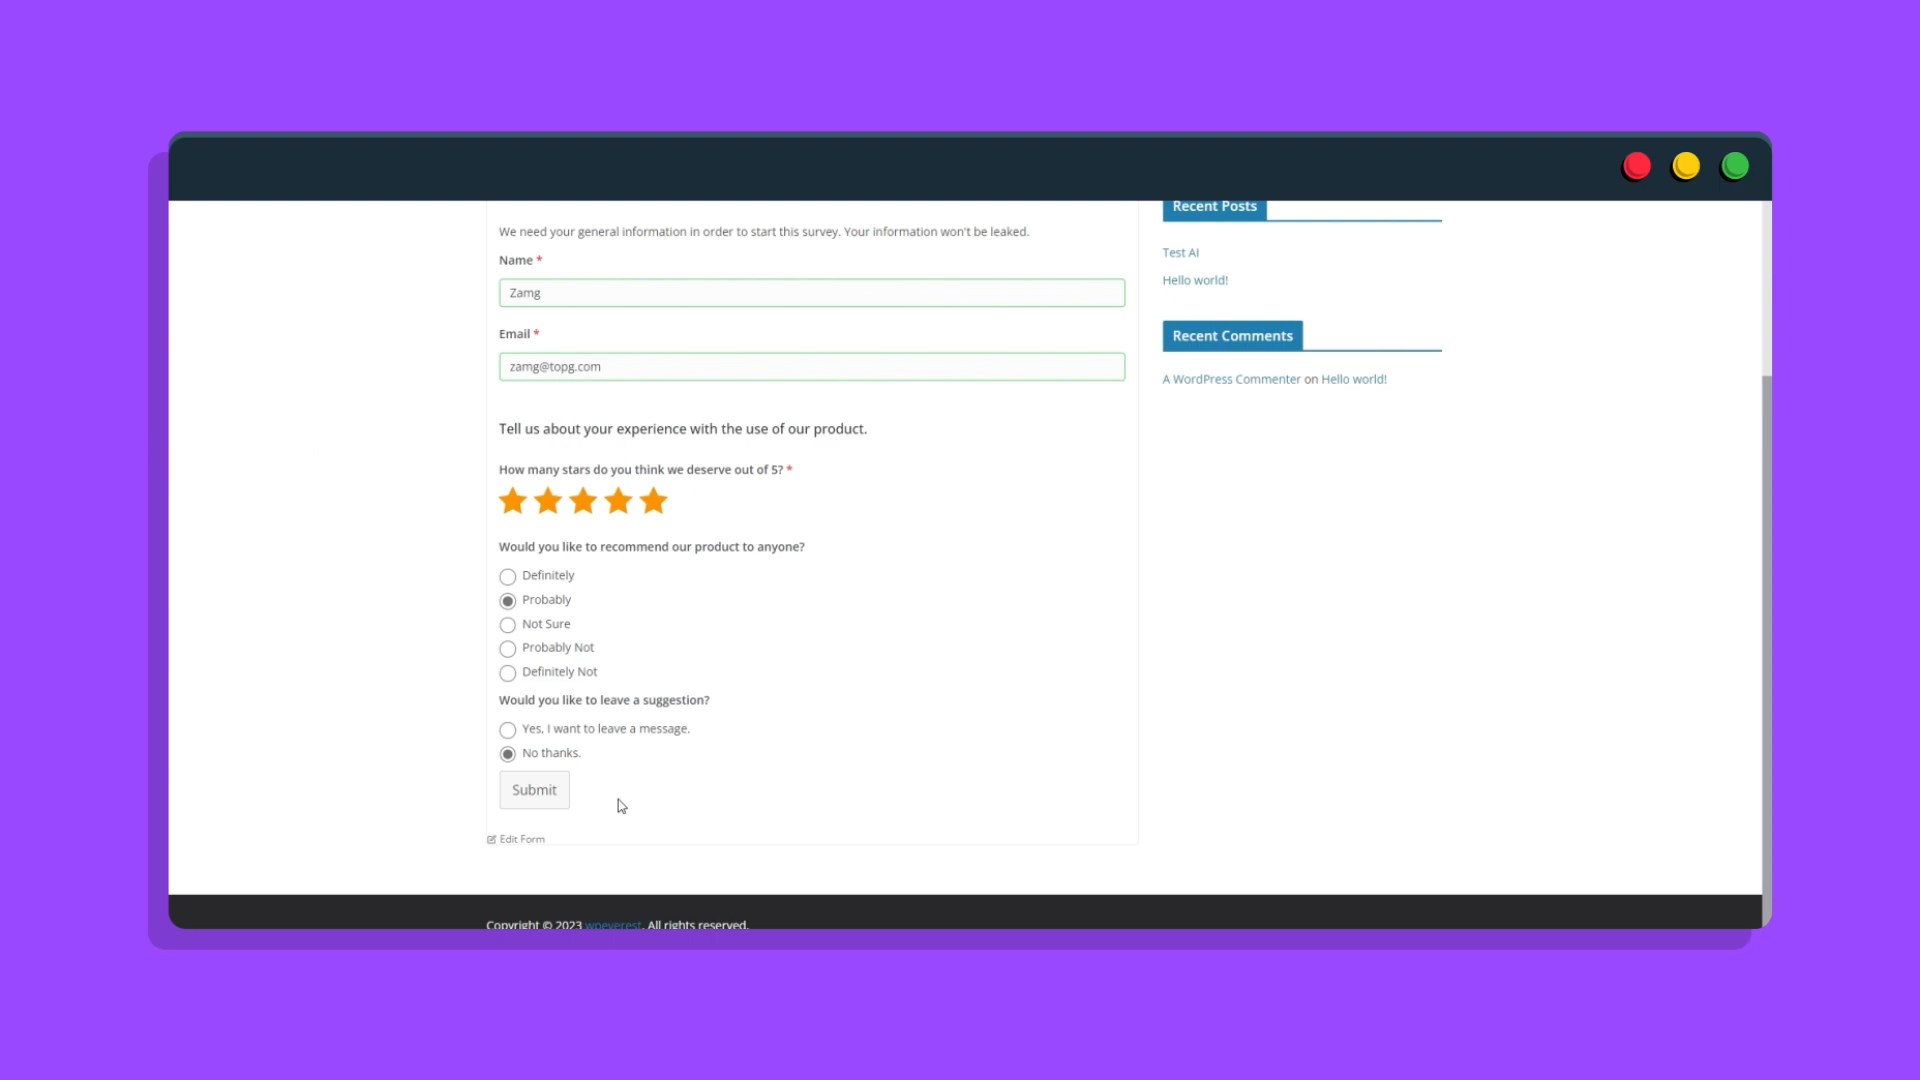 We need your general information in order to start this survey. Your information won't be leaked.
Name *
Zamg
Email *
zamg@topg.com
Tell us about your experience with the use of our product.
How many stars do you think we deserve out of 5? *
Would you like to recommend our product to anyone?
Definitely
Probably
Not Sure
Probably Not
Definitely Not
Would you like to leave a suggestion?
Yes, I want to leave a message.
No thanks.
Submit
Edit Form
Recent Posts
Test AI
Hello world!
Recent Comments
A WordPress Commenter on Hello world!
Copyright © 2023 wpeverest. All rights reserved.